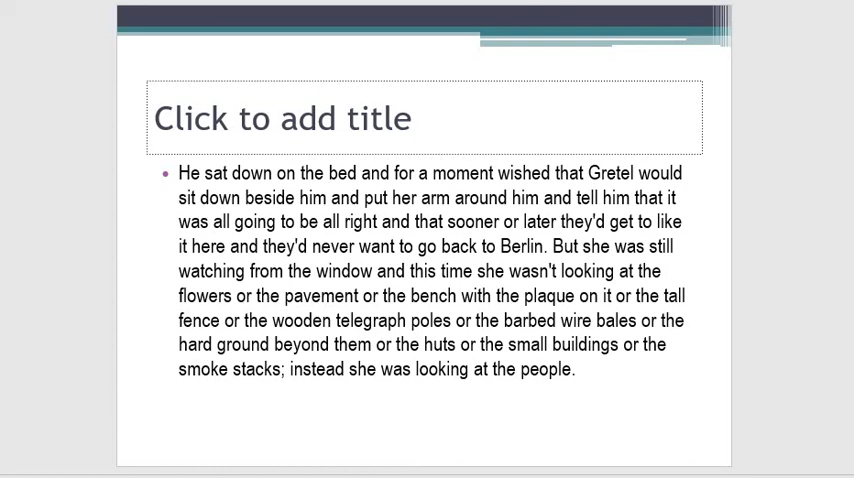 Click to add title
• He sat down on the bed and for a moment wished that Gretel would
sit down beside him and put her arm around him and tell him that it
was all going to be all right and that sooner or later they'd get to like
it here and they'd never want to go back to Berlin. But she was still
watching from the window and this time she wasn't looking at the
flowers or the pavement or the bench with the plaque on it or the tall
fence or the wooden telegraph poles or the barbed wire bales or the
hard ground beyond them or the huts or the small buildings or the
smoke stacks; instead she was looking at the people.